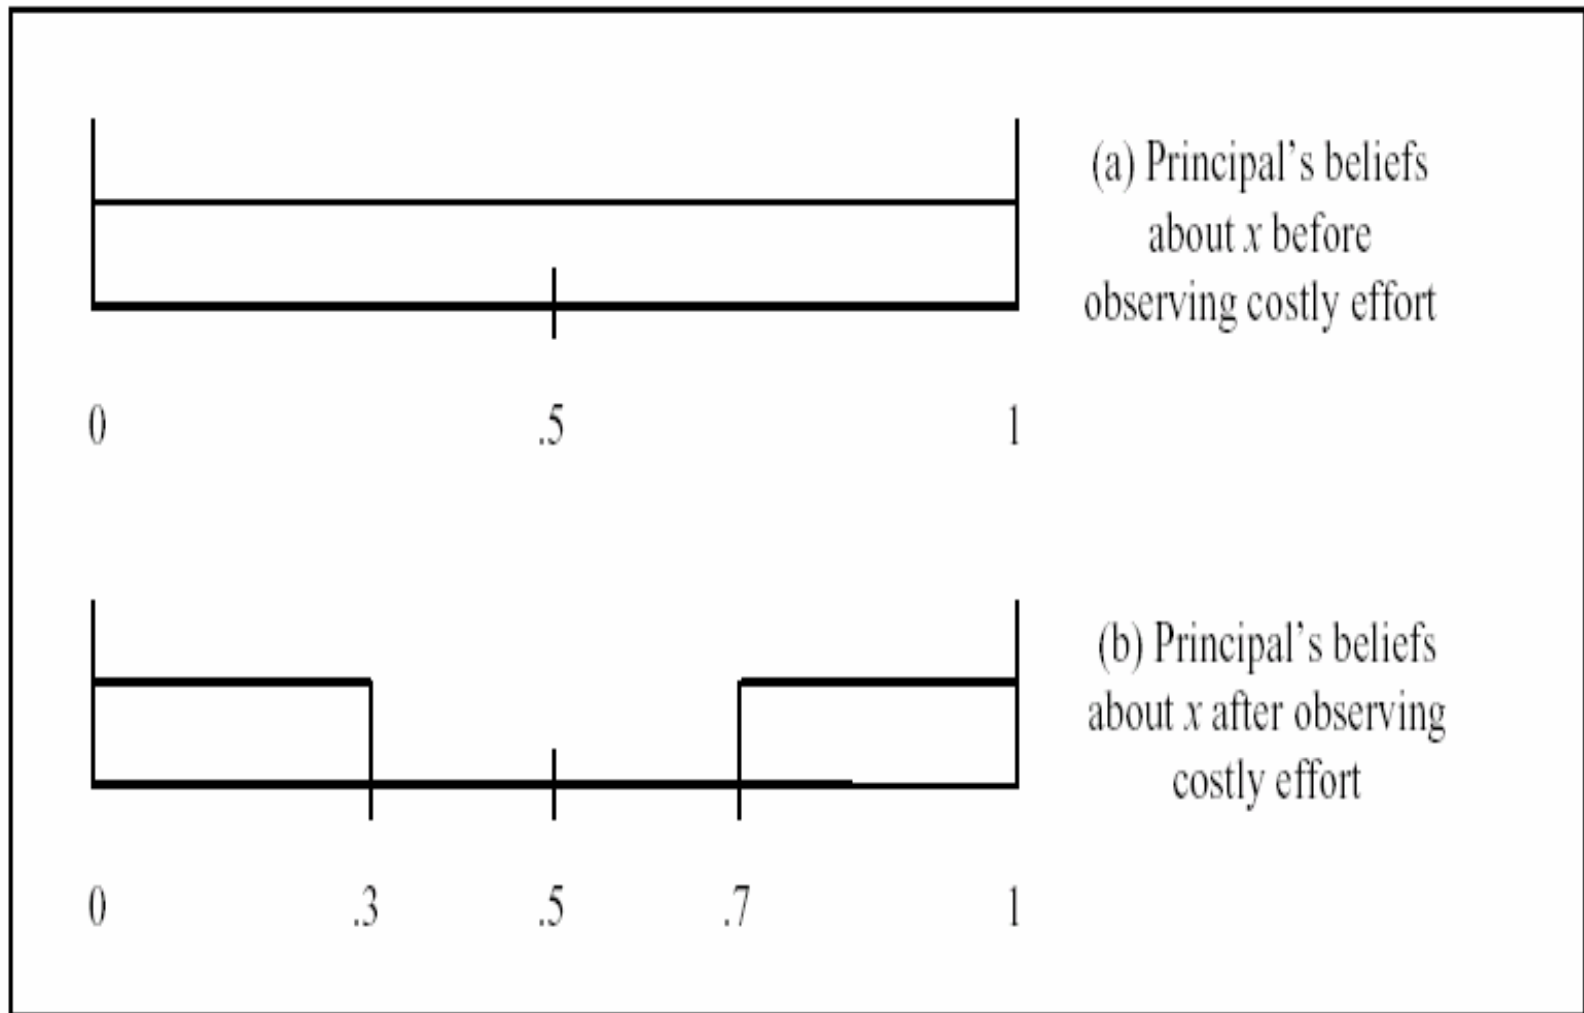 (a) Principal’s beliefs
about x before
observing costly effort
0 .5 1
(b) Principal’s beliefs
about x after observing
costly effort
0 .3 .5 .7 1